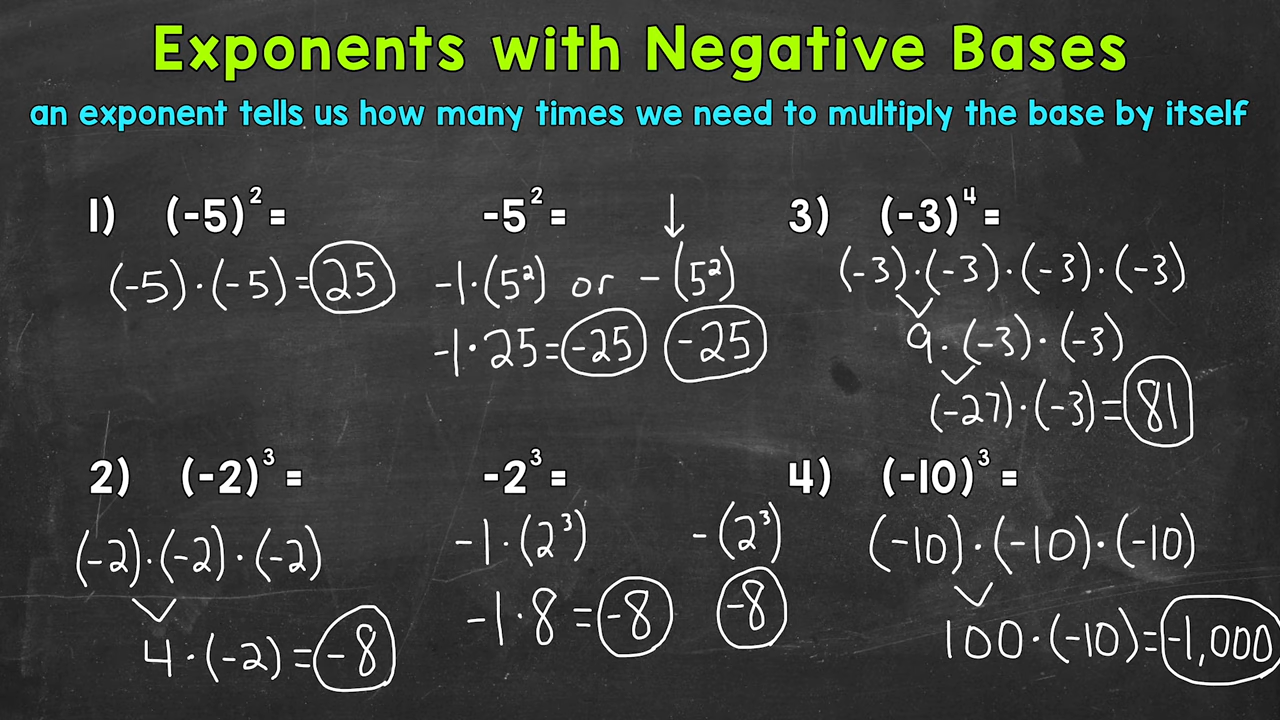 Exponents with Negative Bases
an exponent tells us how many times we need to multiply the base by itself
1) (-5)² =
(-5)·(-5)=25
-5² =
-1·(5²) or -(5²)
-1·25=-25 -25
3) (-3)⁴ =
(-3)·(-3)·(-3)·(-3)
9·(-3)·(-3)
(-27)·(-3)=81
2) (-2)³ =
(-2)·(-2)·(-2)
4·(-2)=-8
-2³ =
-1·(2³) -(2³)
-1·8=-8 -8
4) (-10)³ =
(-10)·(-10)·(-10)
100·(-10)=-1,000